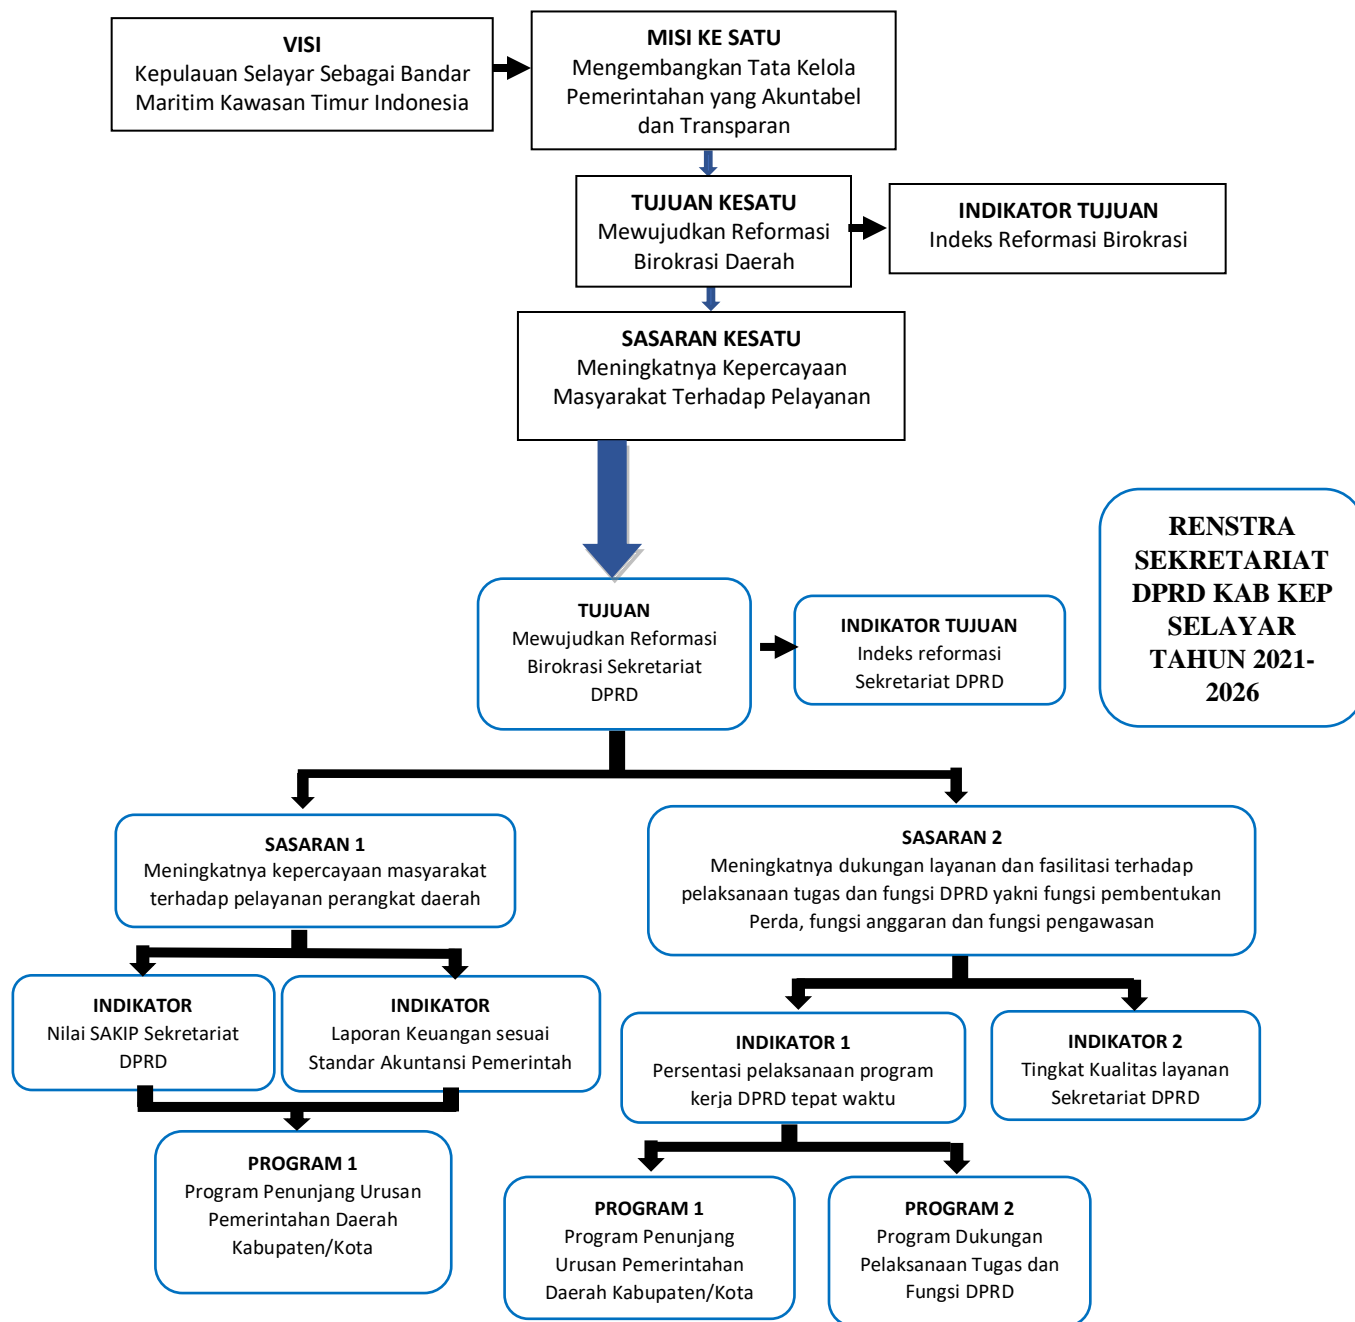 VISI
Kepulauan Selayar Sebagai Bandar
Maritim Kawasan Timur Indonesia
MISI KE SATU
Mengembangkan Tata Kelola
Pemerintahan yang Akuntabel
dan Transparan
TUJUAN KESATU
Mewujudkan Reformasi
Birokrasi Daerah
INDIKATOR TUJUAN
Indeks Reformasi Birokrasi
SASARAN KESATU
Meningkatnya Kepercayaan
Masyarakat Terhadap Pelayanan
RENSTRA
SEKRETARIAT
DPRD KAB KEP
SELAYAR
TAHUN 2021-
2026
TUJUAN
Mewujudkan Reformasi
Birokrasi Sekretariat
DPRD
INDIKATOR TUJUAN
Indeks reformasi
Sekretariat DPRD
SASARAN 1
Meningkatnya kepercayaan masyarakat
terhadap pelayanan perangkat daerah
SASARAN 2
Meningkatnya dukungan layanan dan fasilitasi terhadap
pelaksanaan tugas dan fungsi DPRD yakni fungsi pembentukan
Perda, fungsi anggaran dan fungsi pengawasan
INDIKATOR
Nilai SAKIP Sekretariat
DPRD
INDIKATOR
Laporan Keuangan sesuai
Standar Akuntansi Pemerintah
INDIKATOR 1
Persentasi pelaksanaan program
kerja DPRD tepat waktu
INDIKATOR 2
Tingkat Kualitas layanan
Sekretariat DPRD
PROGRAM 1
Program Penunjang Urusan
Pemerintahan Daerah
Kabupaten/Kota
PROGRAM 1
Program Penunjang
Urusan Pemerintahan
Daerah Kabupaten/Kota
PROGRAM 2
Program Dukungan
Pelaksanaan Tugas dan
Fungsi DPRD